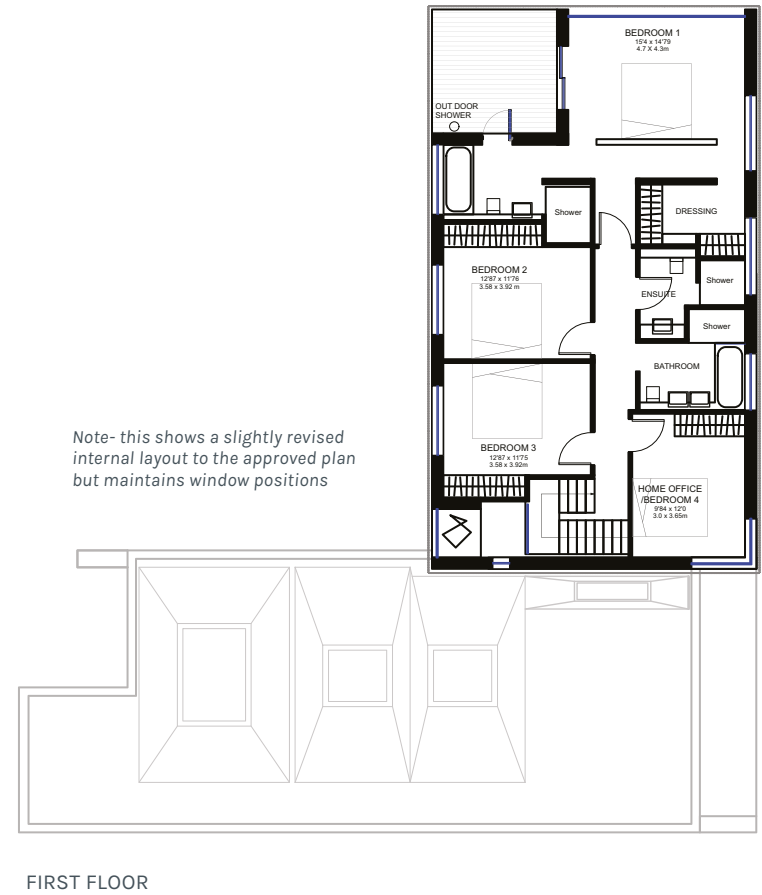 BEDROOM 1
15'4 x 14'79
4.7 X 4.3m
OUT DOOR
SHOWER
Shower
DRESSING
BEDROOM 2
12'87 x 11'76
3.58 x 3.92 m
ENSUITE
Shower
Shower
BATHROOM
BEDROOM 3
12'87 x 11'75
3.58 x 3.92m
HOME OFFICE
/BEDROOM 4
9'84 x 12'0
3.0 x 3.65m
Note- this shows a slightly revised
internal layout to the approved plan
but maintains window positions
FIRST FLOOR